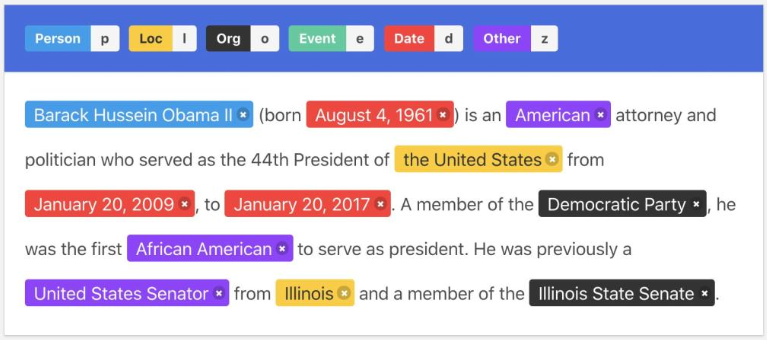 Person p Loc l Org o Event e Date d Other z
Barack Hussein Obama II (born August 4, 1961) is an American attorney and
politician who served as the 44th President of the United States from
January 20, 2009, to January 20, 2017. A member of the Democratic Party, he
was the first African American to serve as president. He was previously a
United States Senator from Illinois and a member of the Illinois State Senate.